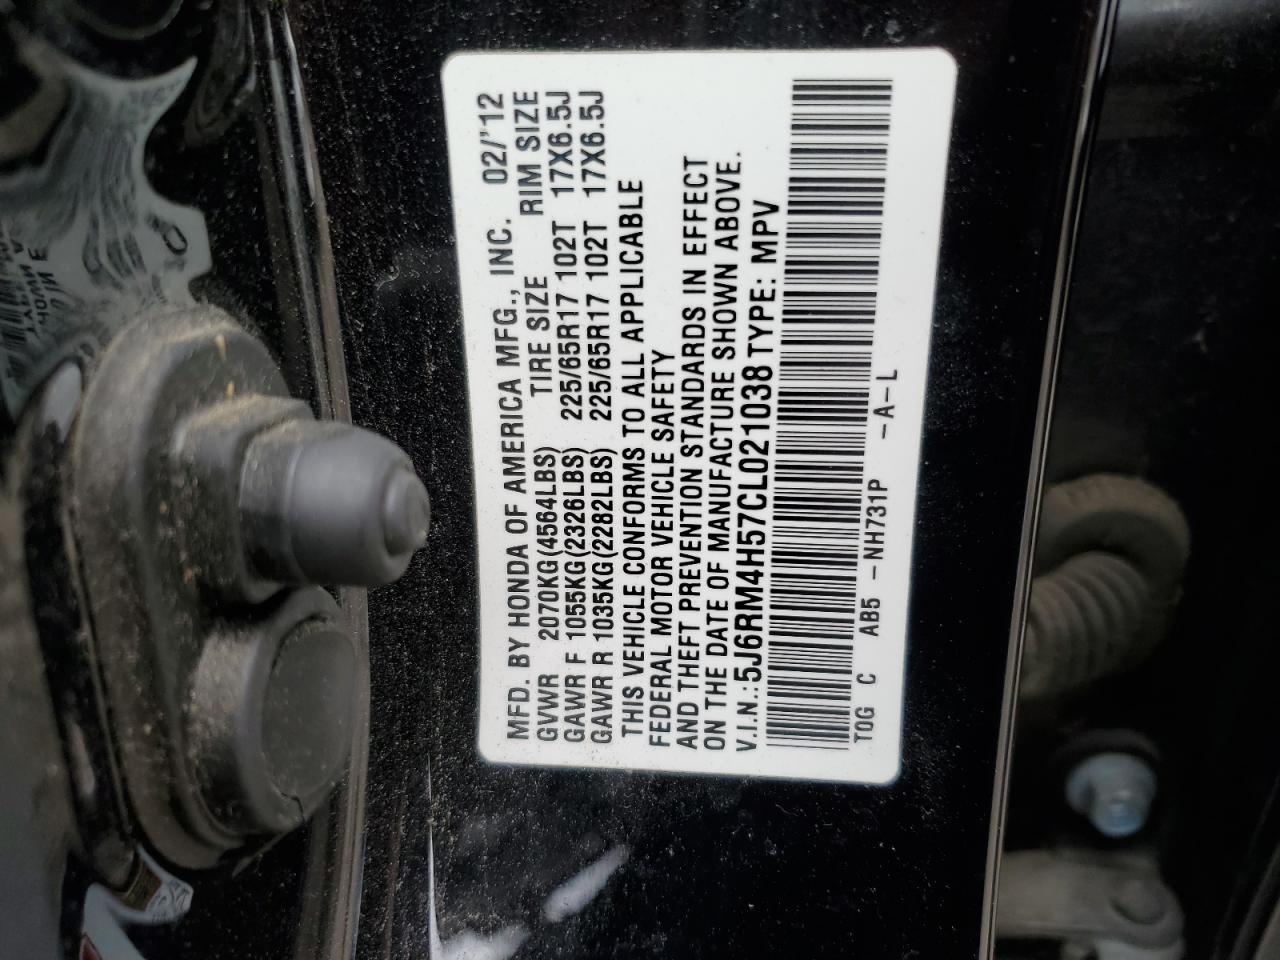 MFD. BY HONDA OF AMERICA MFG., INC. 02/'12
GVWR 2070KG(4564LBS) TIRE SIZE RIM SIZE
GAWR F 1055KG(2326LBS) 225/65R17 102T 17X6.5J
GAWR R 1035KG(2282LBS) 225/65R17 102T 17X6.5J
THIS VEHICLE CONFORMS TO ALL APPLICABLE
FEDERAL MOTOR VEHICLE SAFETY
AND THEFT PREVENTION STANDARDS IN EFFECT
ON THE DATE OF MANUFACTURE SHOWN ABOVE.
V.I.N.:5J6RM4H57CL021038 TYPE: MPV
TOG C AB5 -NH731P -A-L